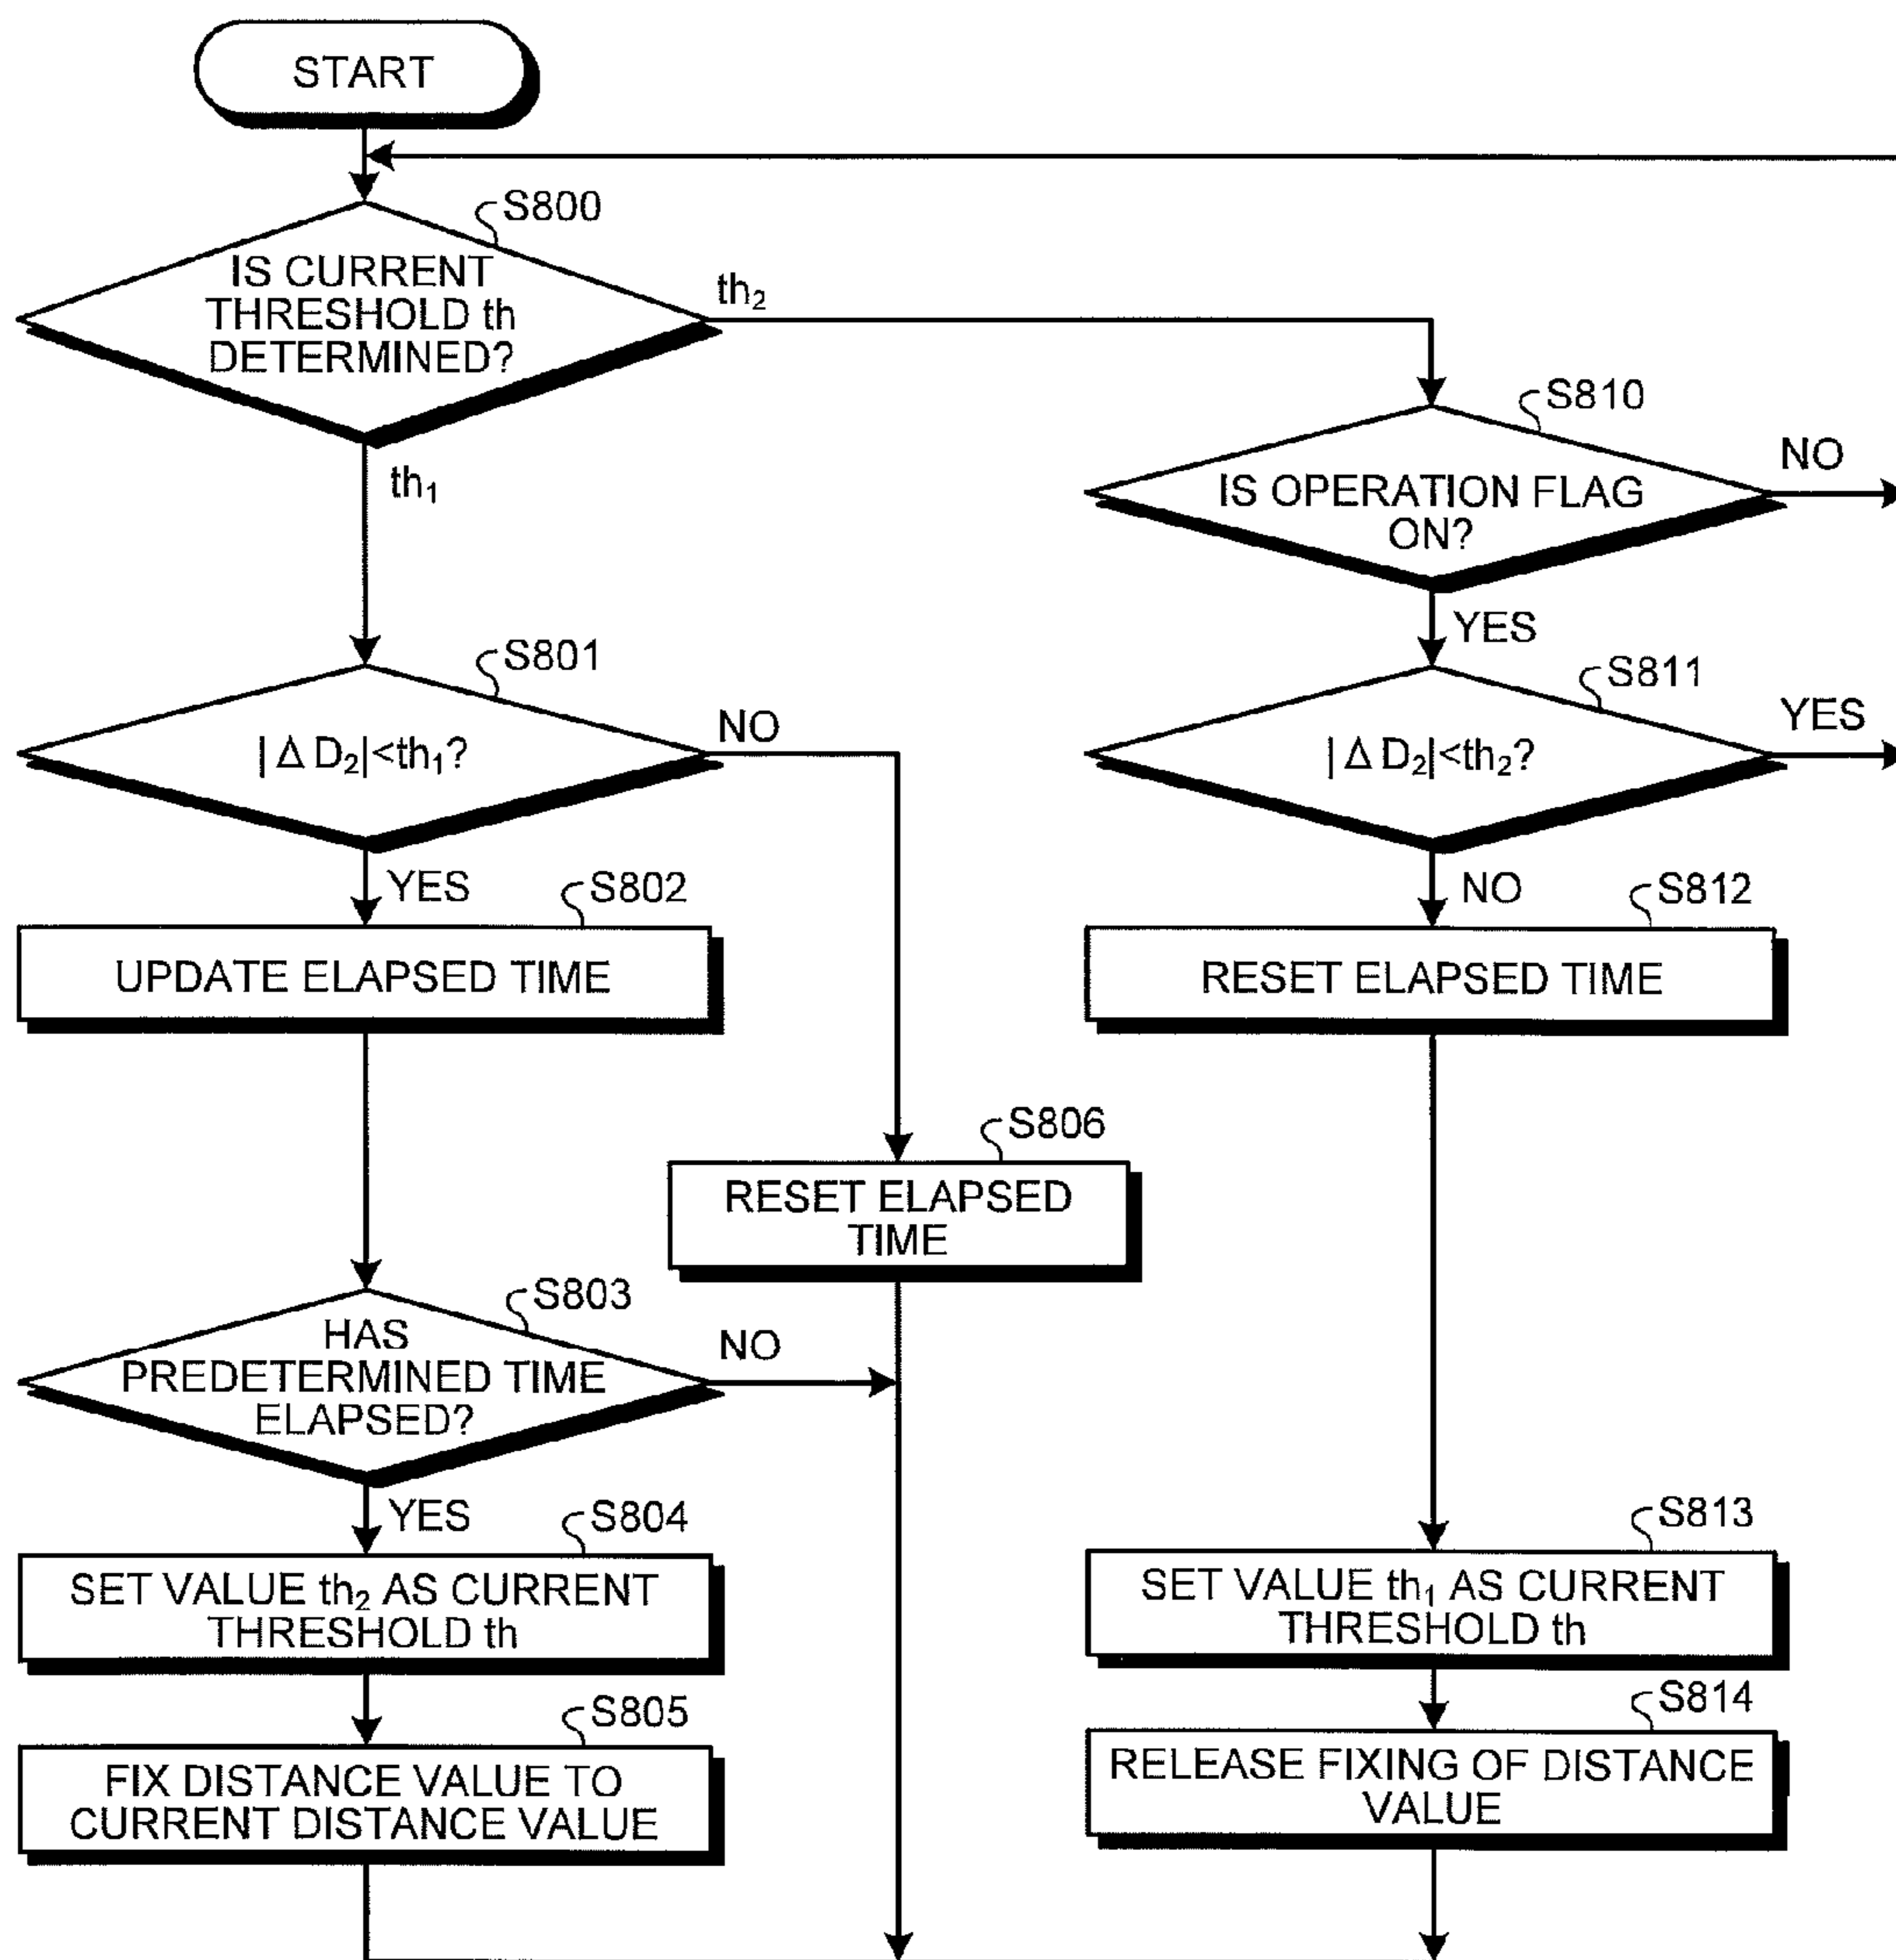 START
S800
IS CURRENT
THRESHOLD th
DETERMINED?
th₂
th₁
S810
IS OPERATION FLAG
ON?
NO
YES
S801
|Δ D₂|<th₁?
NO
YES
S811
|Δ D₂|<th₂?
YES
NO
S802
UPDATE ELAPSED TIME
S812
RESET ELAPSED TIME
S806
RESET ELAPSED
TIME
S803
HAS
PREDETERMINED TIME
ELAPSED?
NO
YES
S804
SET VALUE th₂ AS CURRENT
THRESHOLD th
S813
SET VALUE th₁ AS CURRENT
THRESHOLD th
S805
FIX DISTANCE VALUE TO
CURRENT DISTANCE VALUE
S814
RELEASE FIXING OF DISTANCE
VALUE